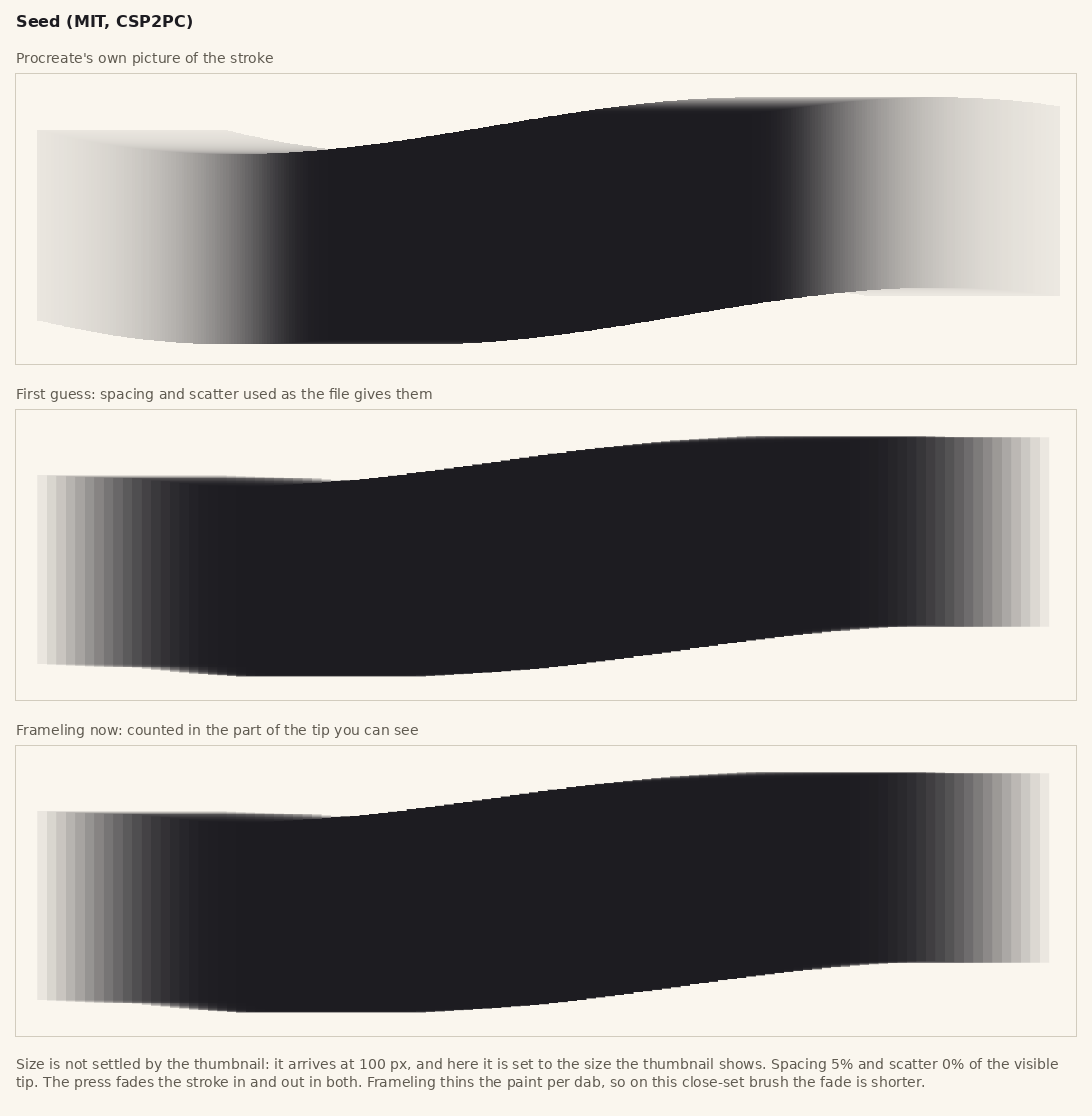 Seed (MIT, CSP2PC)
Procreate's own picture of the stroke
First guess: spacing and scatter used as the file gives them
Frameling now: counted in the part of the tip you can see
Size is not settled by the thumbnail: it arrives at 100 px, and here it is set to the size the thumbnail shows. Spacing 5% and scatter 0% of the visible
tip. The press fades the stroke in and out in both. Frameling thins the paint per dab, so on this close-set brush the fade is shorter.